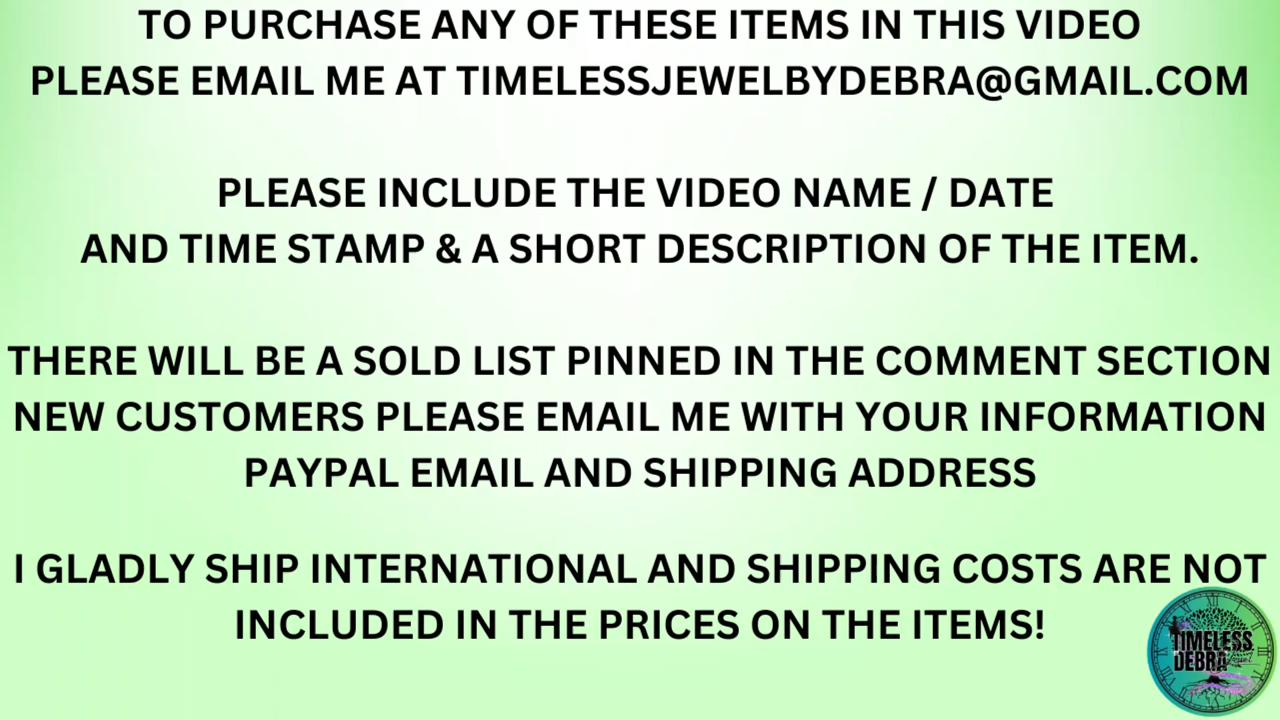 TO PURCHASE ANY OF THESE ITEMS IN THIS VIDEO
PLEASE EMAIL ME AT TIMELESSJEWELBYDEBRA@GMAIL.COM
PLEASE INCLUDE THE VIDEO NAME / DATE
AND TIME STAMP & A SHORT DESCRIPTION OF THE ITEM.
THERE WILL BE A SOLD LIST PINNED IN THE COMMENT SECTION
NEW CUSTOMERS PLEASE EMAIL ME WITH YOUR INFORMATION
PAYPAL EMAIL AND SHIPPING ADDRESS
I GLADLY SHIP INTERNATIONAL AND SHIPPING COSTS ARE NOT
INCLUDED IN THE PRICES ON THE ITEMS!
TIMELESS
DEBRA